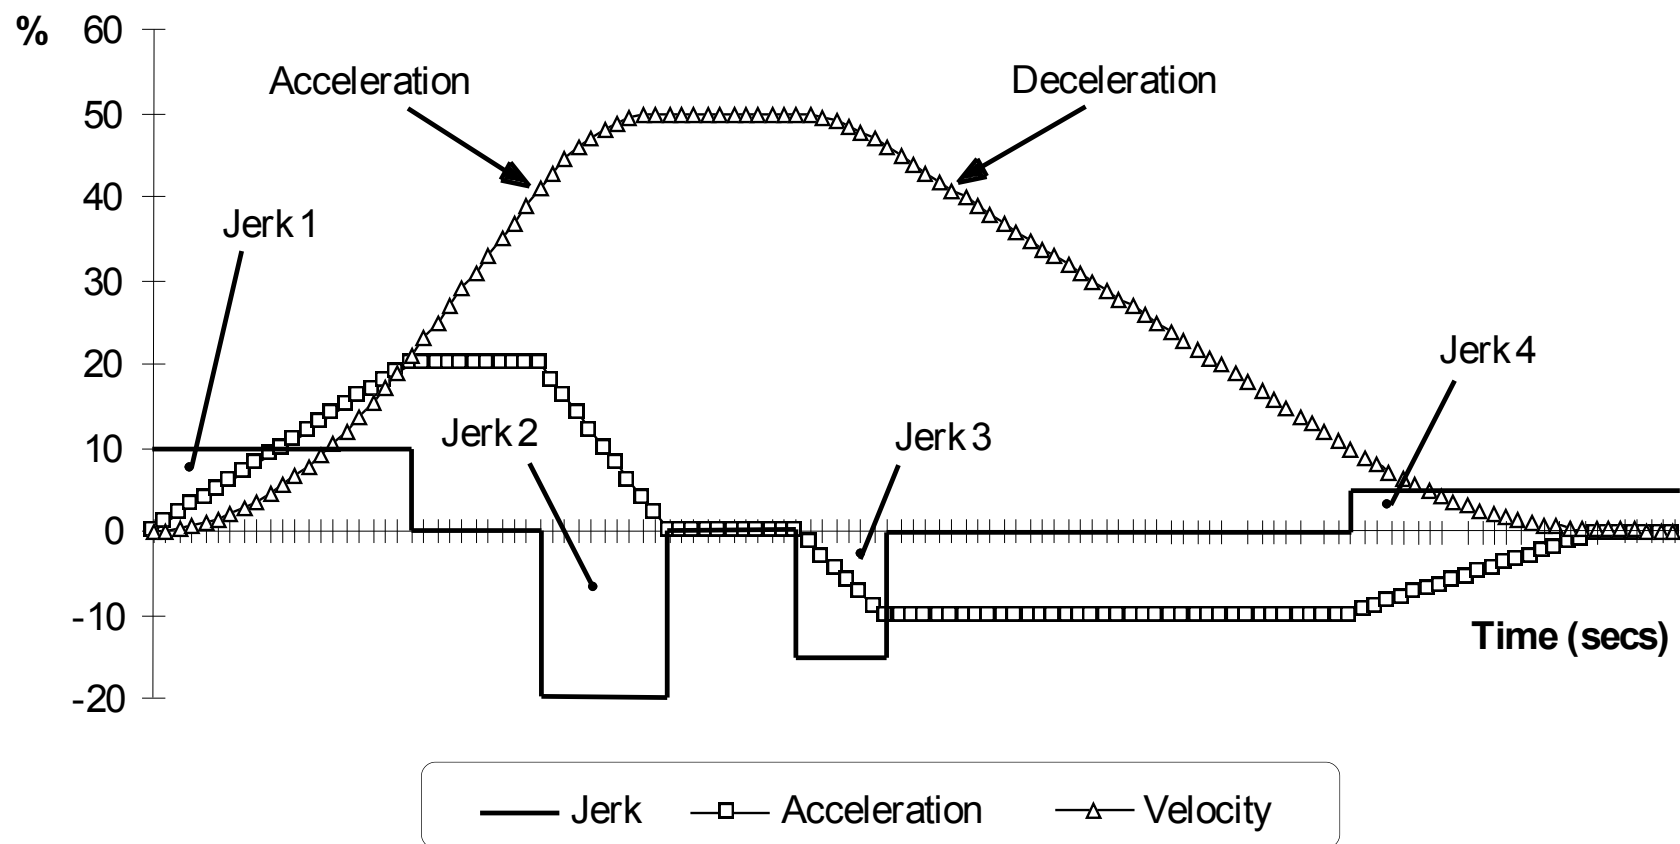 %
60
50
40
30
20
10
0
-10
-20
Acceleration
Deceleration
Jerk 1
Jerk 2
Jerk 3
Jerk 4
Time (secs)
Jerk Acceleration Velocity